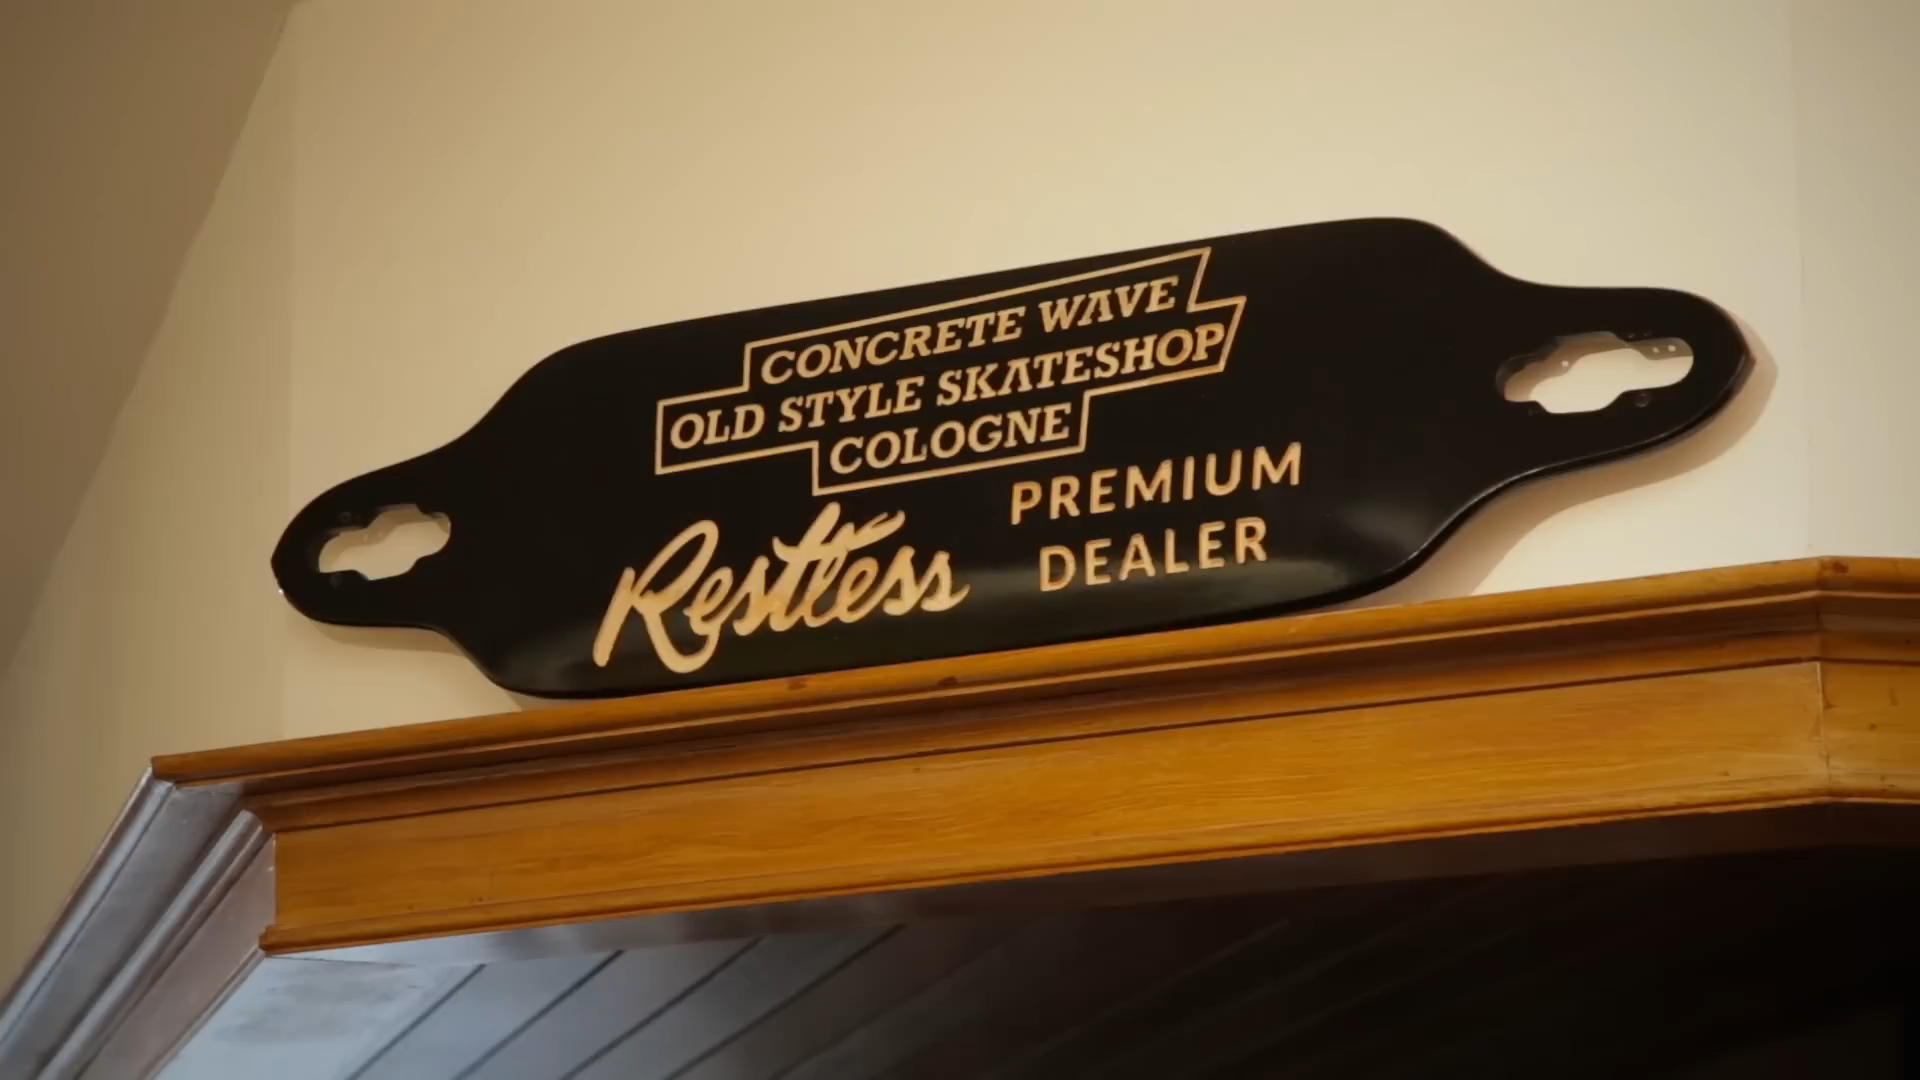 CONCRETE WAVE
OLD STYLE SKATESHOP
COLOGNE
Restless
PREMIUM
DEALER